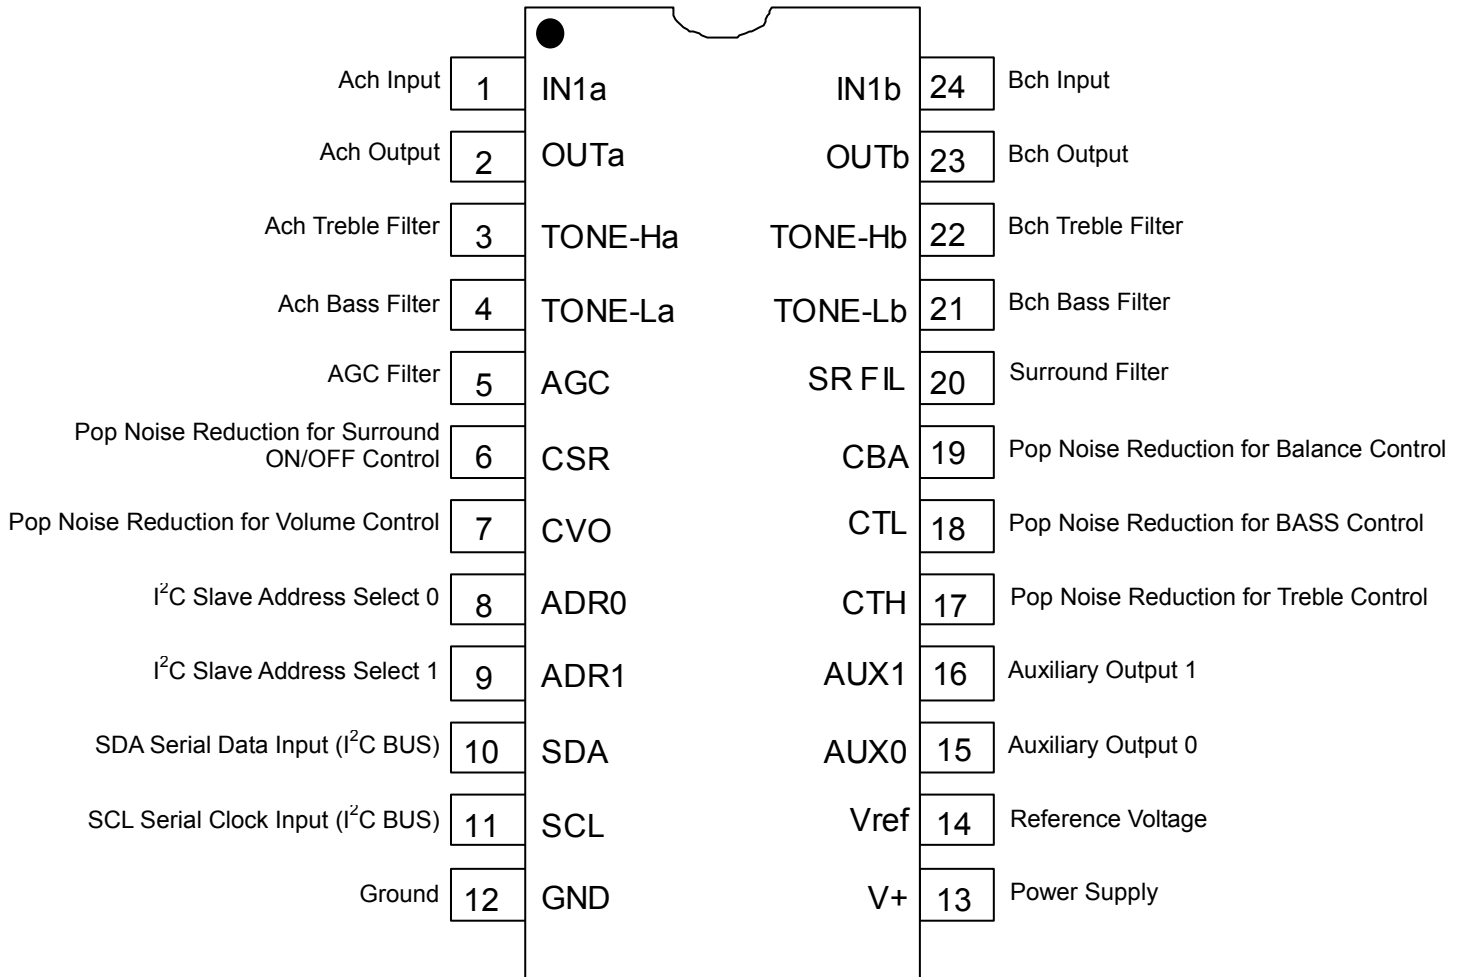 Ach Input 1 IN1a IN1b 24 Bch Input
Ach Output 2 OUTa OUTb 23 Bch Output
Ach Treble Filter 3 TONE-Ha TONE-Hb 22 Bch Treble Filter
Ach Bass Filter 4 TONE-La TONE-Lb 21 Bch Bass Filter
AGC Filter 5 AGC SR FIL 20 Surround Filter
Pop Noise Reduction for Surround
ON/OFF Control 6 CSR CBA 19 Pop Noise Reduction for Balance Control
Pop Noise Reduction for Volume Control 7 CVO CTL 18 Pop Noise Reduction for BASS Control
I²C Slave Address Select 0 8 ADR0 CTH 17 Pop Noise Reduction for Treble Control
I²C Slave Address Select 1 9 ADR1 AUX1 16 Auxiliary Output 1
SDA Serial Data Input (I²C BUS) 10 SDA AUX0 15 Auxiliary Output 0
SCL Serial Clock Input (I²C BUS) 11 SCL Vref 14 Reference Voltage
Ground 12 GND V+ 13 Power Supply